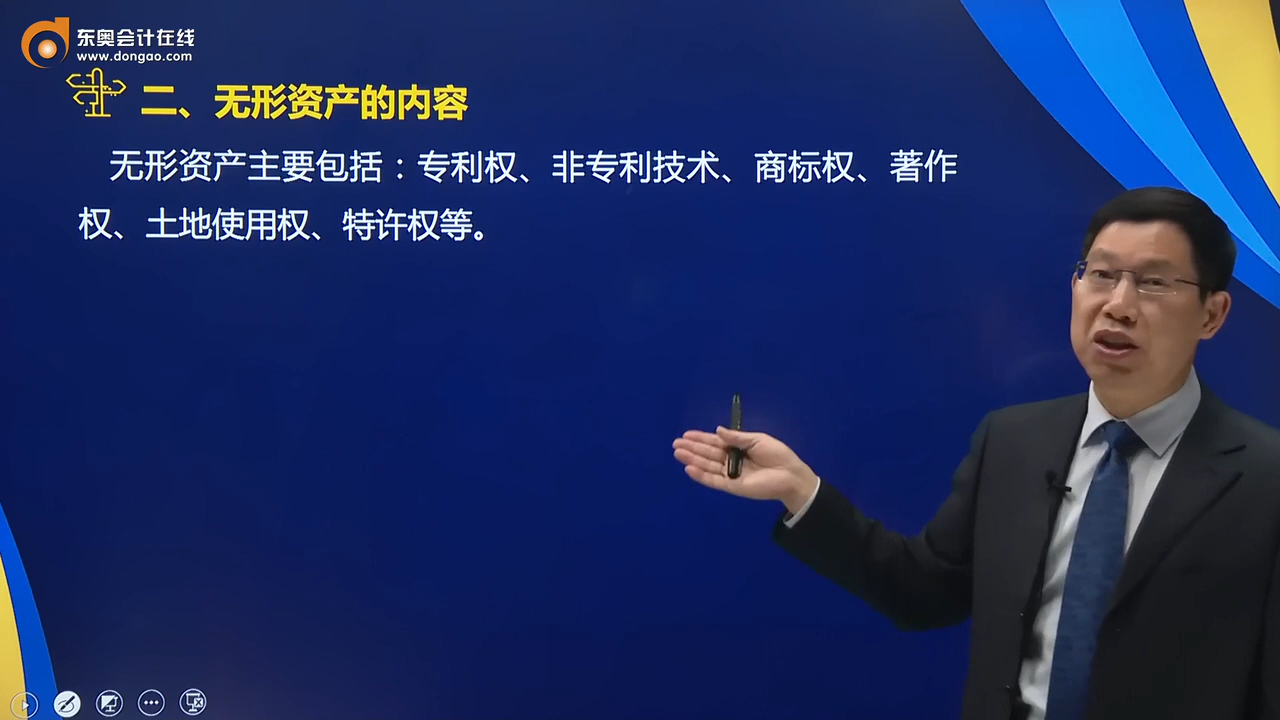 东奥会计在线
www.dongao.com
二、无形资产的内容
无形资产主要包括：专利权、非专利技术、商标权、著作
权、土地使用权、特许权等。